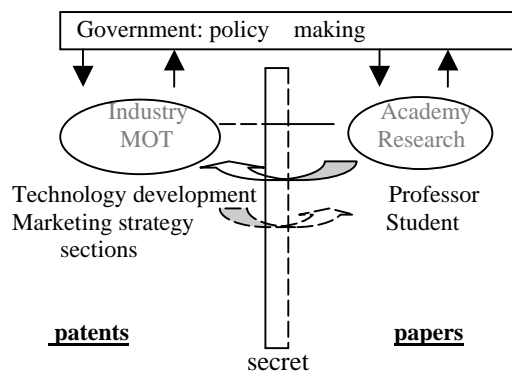 Government: policy making
Industry
MOT
Academy
Research
Technology development
Marketing strategy
sections
Professor
Student
patents
papers
secret